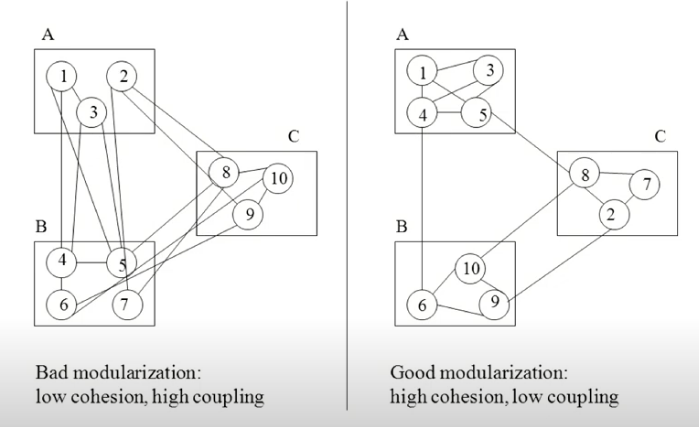 A
1
2
3
C
8
10
9
B
4
5
6
7
Bad modularization:
low cohesion, high coupling
A
1
3
4
5
C
8
7
2
B
10
6
9
Good modularization:
high cohesion, low coupling